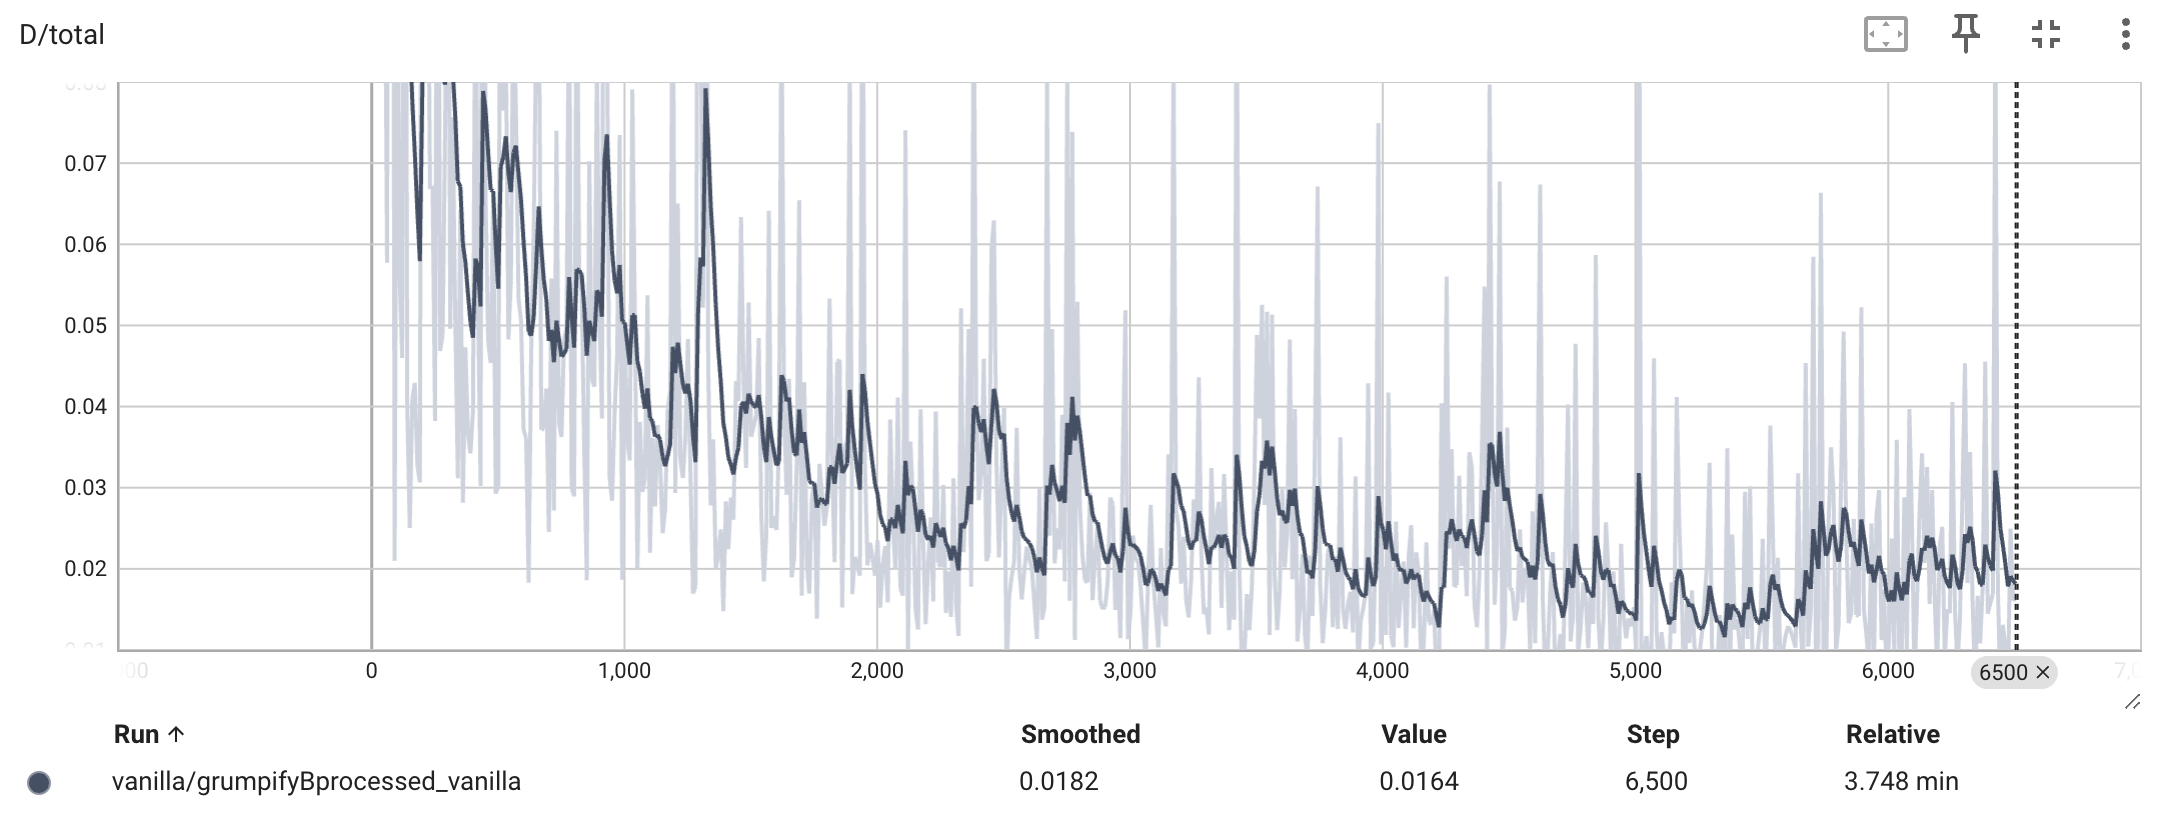 D/total
0.07
0.06
0.05
0.04
0.03
0.02
0 1,000 2,000 3,000 4,000 5,000 6,000 6500 ×
Run ↑ Smoothed Value Step Relative
vanilla/grumpifyBprocessed_vanilla 0.0182 0.0164 6,500 3.748 min